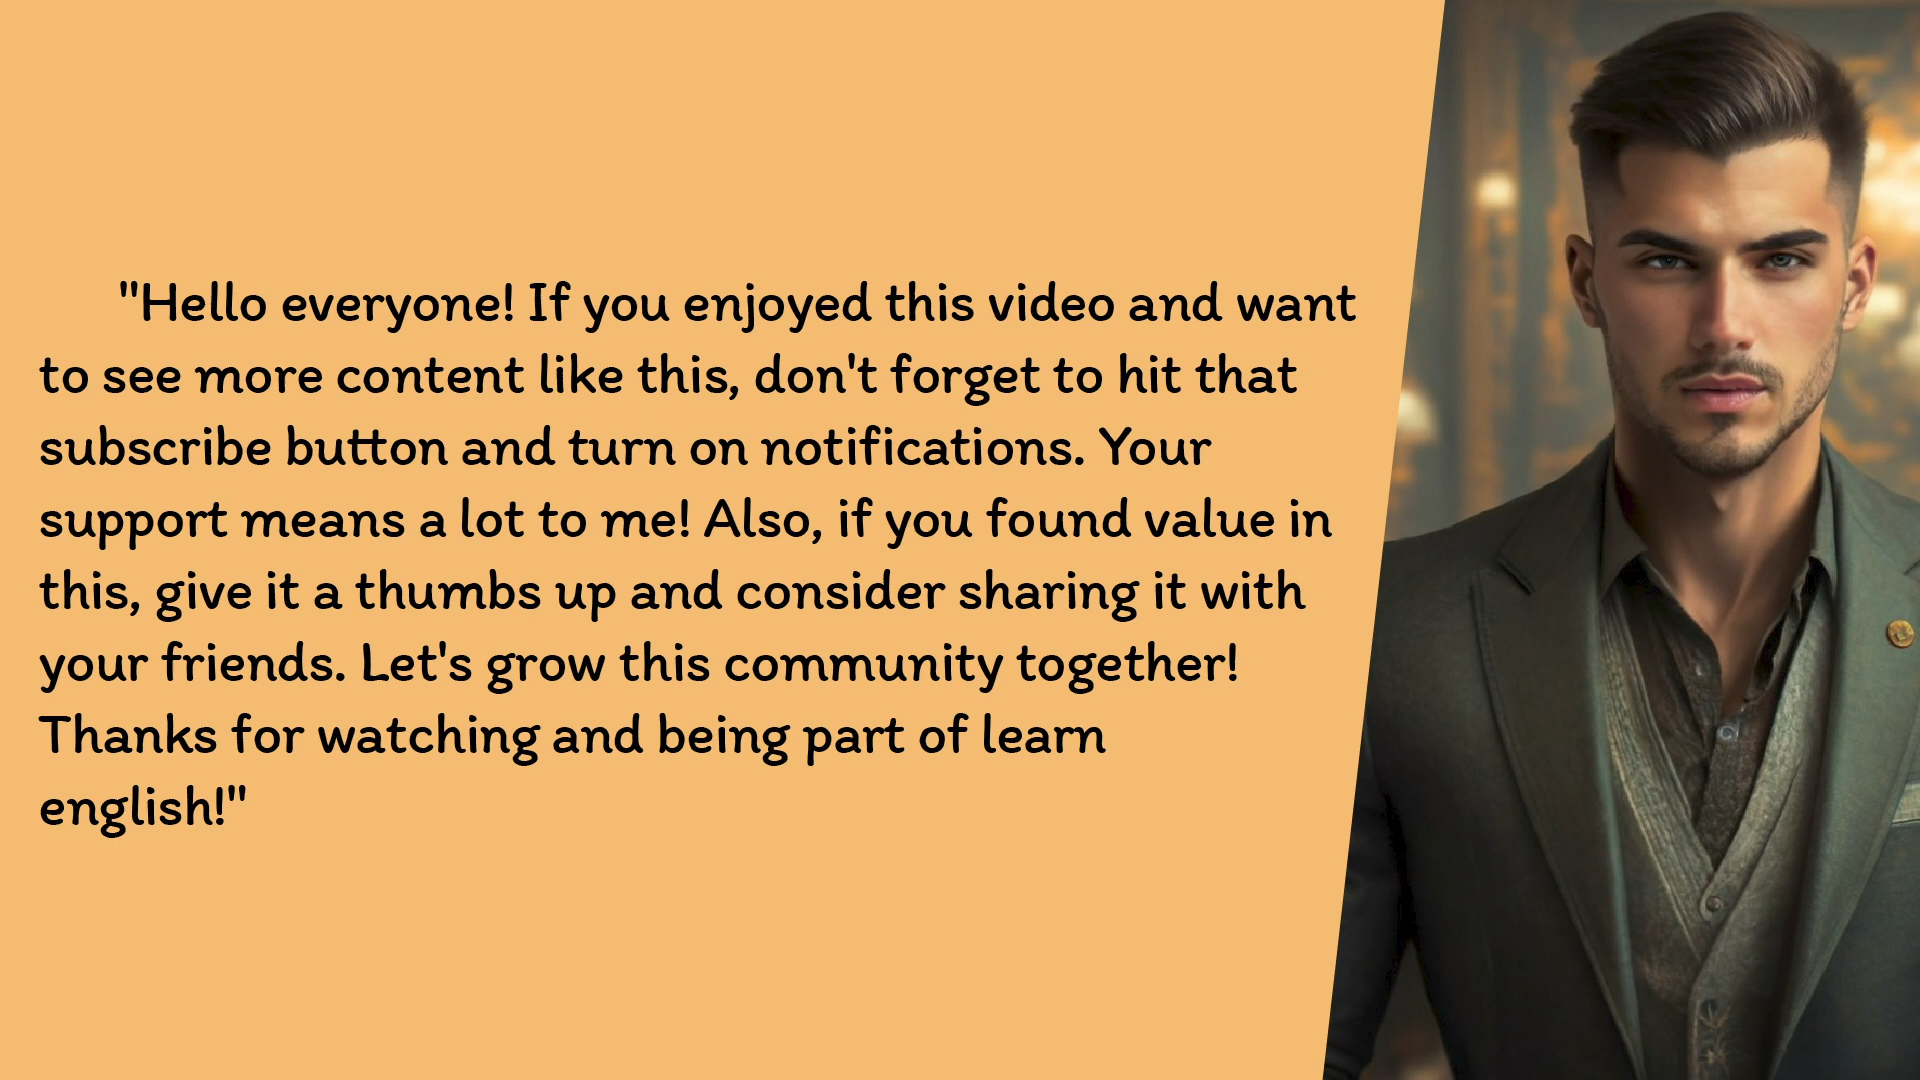 "Hello everyone! If you enjoyed this video and want
to see more content like this, don't forget to hit that
subscribe button and turn on notifications. Your
support means a lot to me! Also, if you found value in
this, give it a thumbs up and consider sharing it with
your friends. Let's grow this community together!
Thanks for watching and being part of learn
english!"